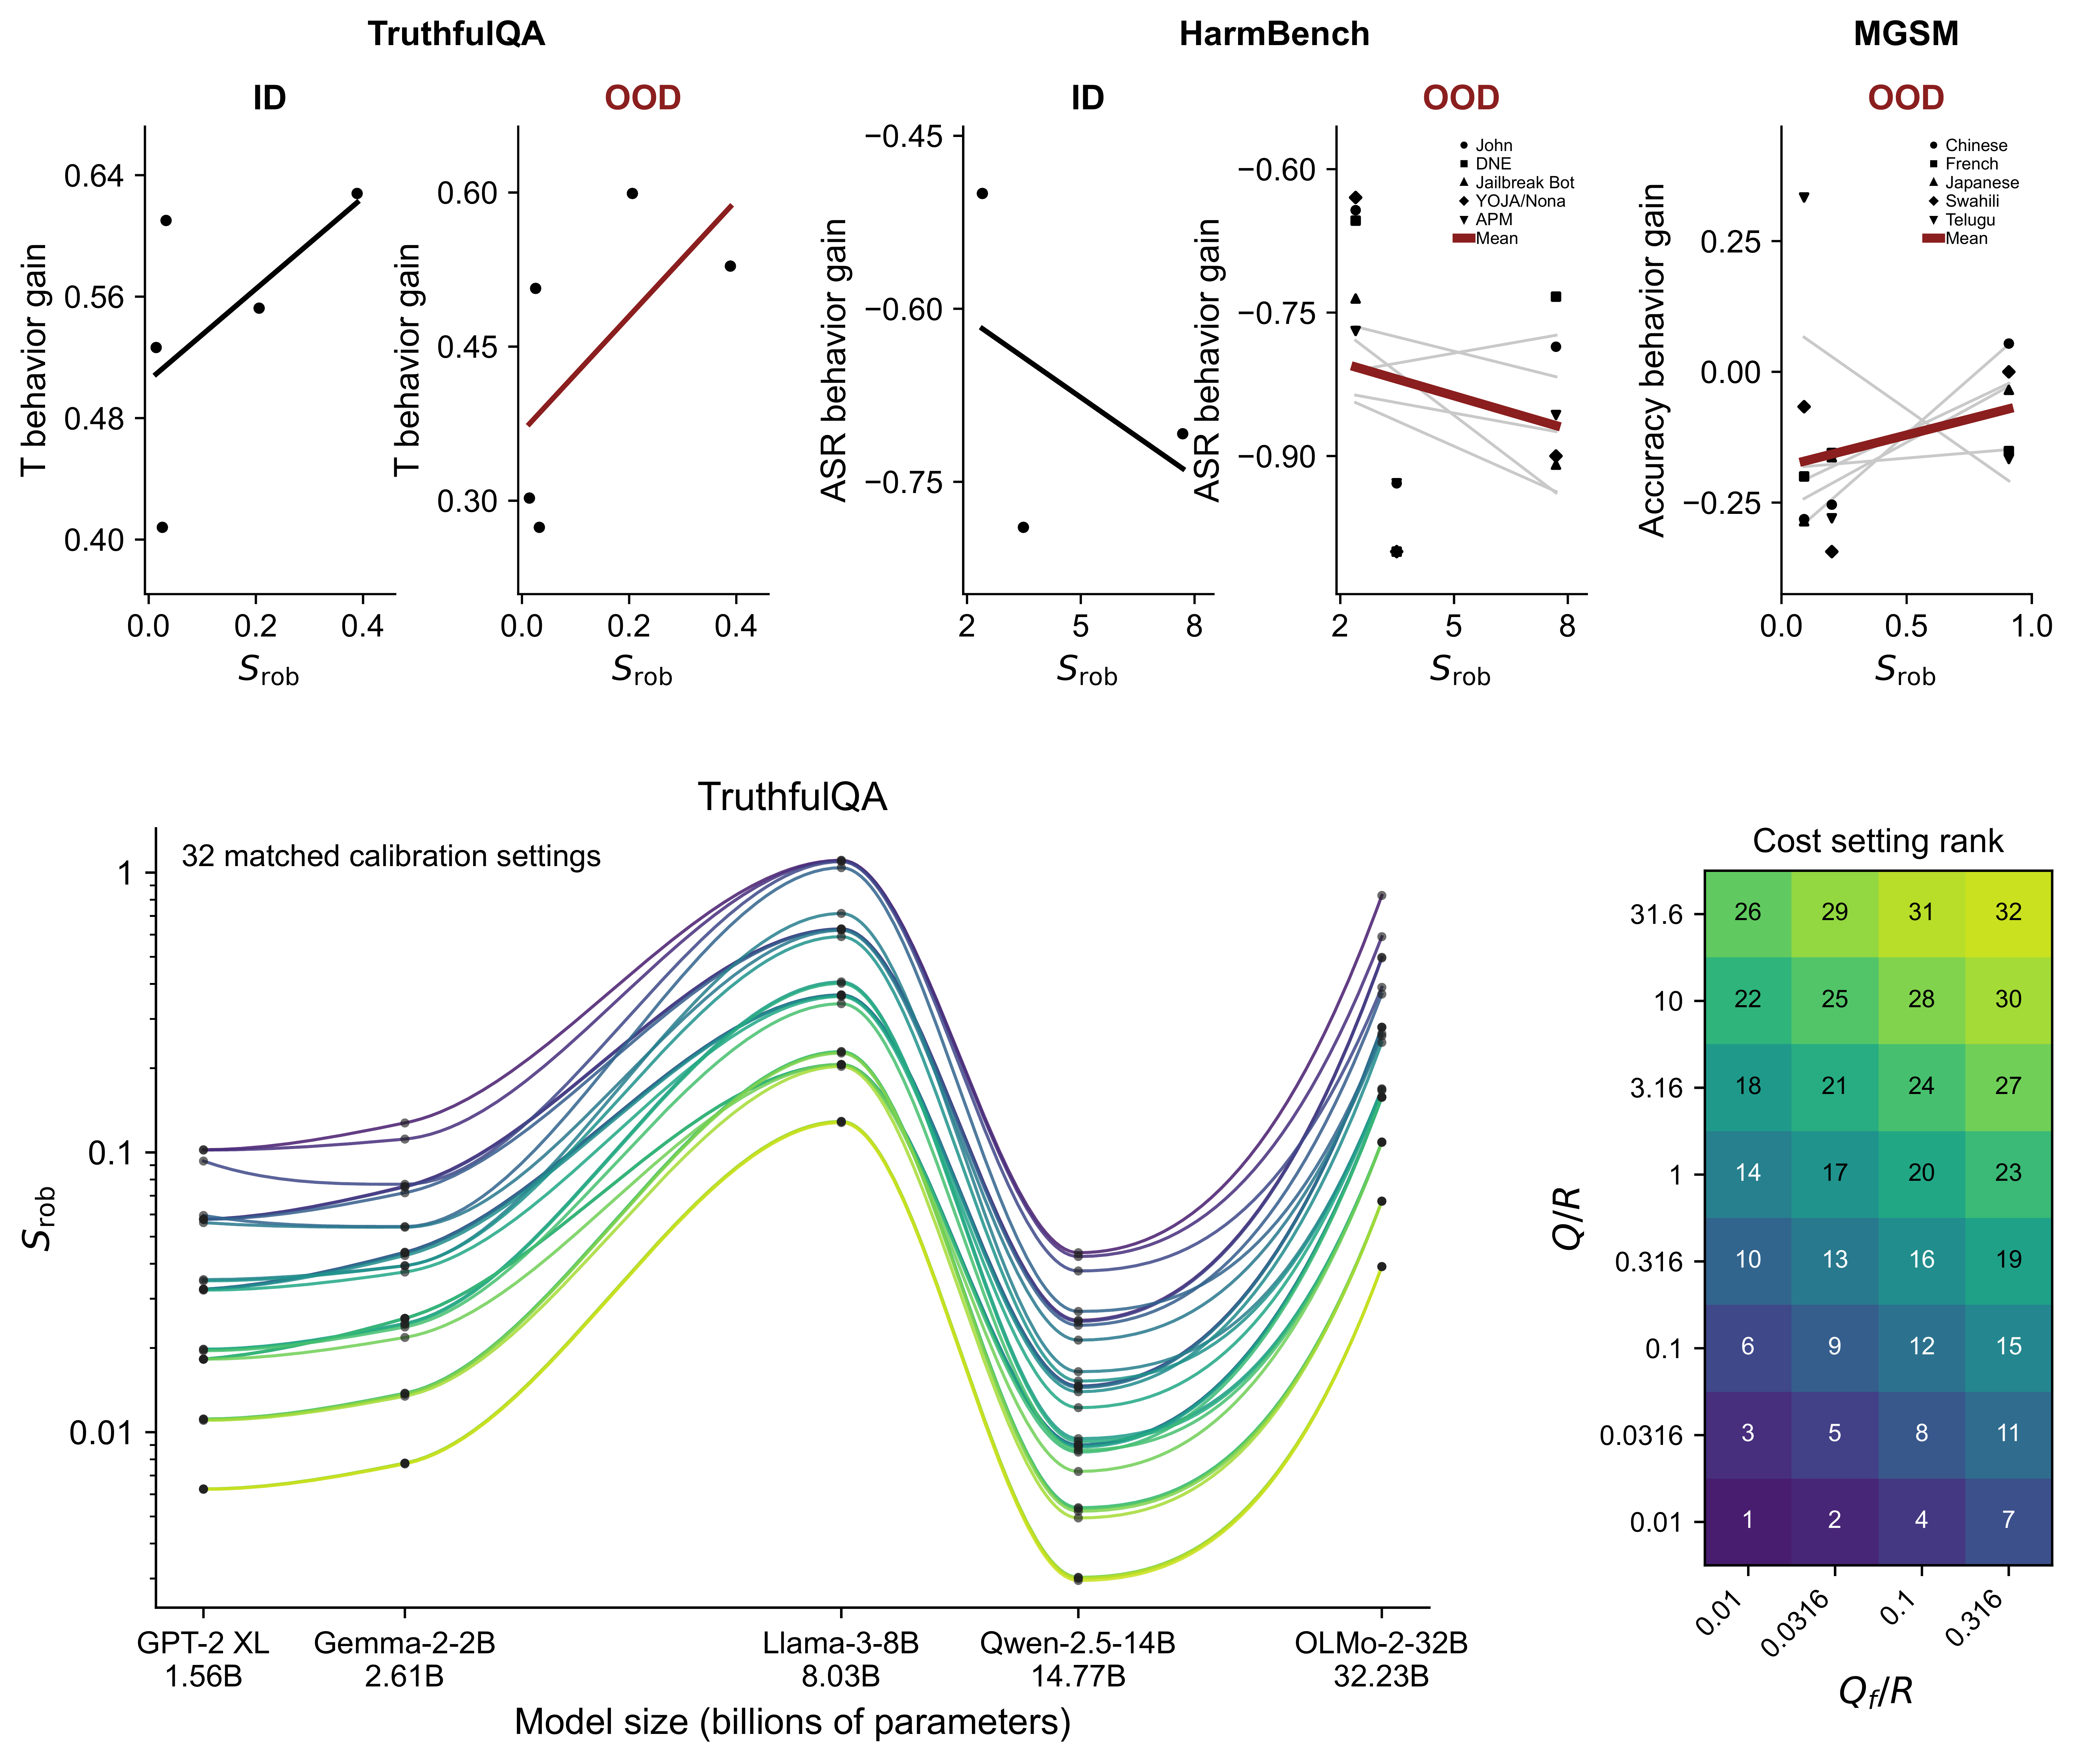 TruthfulQA
HarmBench
MGSM
ID
OOD
ID
OOD
OOD
T behavior gain
0.64
0.56
0.48
0.40
0.0 0.2 0.4
S_rob
T behavior gain
0.60
0.45
0.30
0.0 0.2 0.4
S_rob
ASR behavior gain
−0.45
−0.60
−0.75
2 5 8
S_rob
ASR behavior gain
−0.60
−0.75
−0.90
John
DNE
Jailbreak Bot
YOJA/Nona
APM
Mean
2 5 8
S_rob
Accuracy behavior gain
0.25
0.00
−0.25
Chinese
French
Japanese
Swahili
Telugu
Mean
0.0 0.5 1.0
S_rob
TruthfulQA
32 matched calibration settings
S_rob
1
0.1
0.01
GPT-2 XL Gemma-2-2B Llama-3-8B Qwen-2.5-14B OLMo-2-32B
1.56B 2.61B 8.03B 14.77B 32.23B
Model size (billions of parameters)
Cost setting rank
Q/R
31.6 26 29 31 32
10 22 25 28 30
3.16 18 21 24 27
1 14 17 20 23
0.316 10 13 16 19
0.1 6 9 12 15
0.0316 3 5 8 11
0.01 1 2 4 7
0.01 0.0316 0.1 0.316
Q_f/R